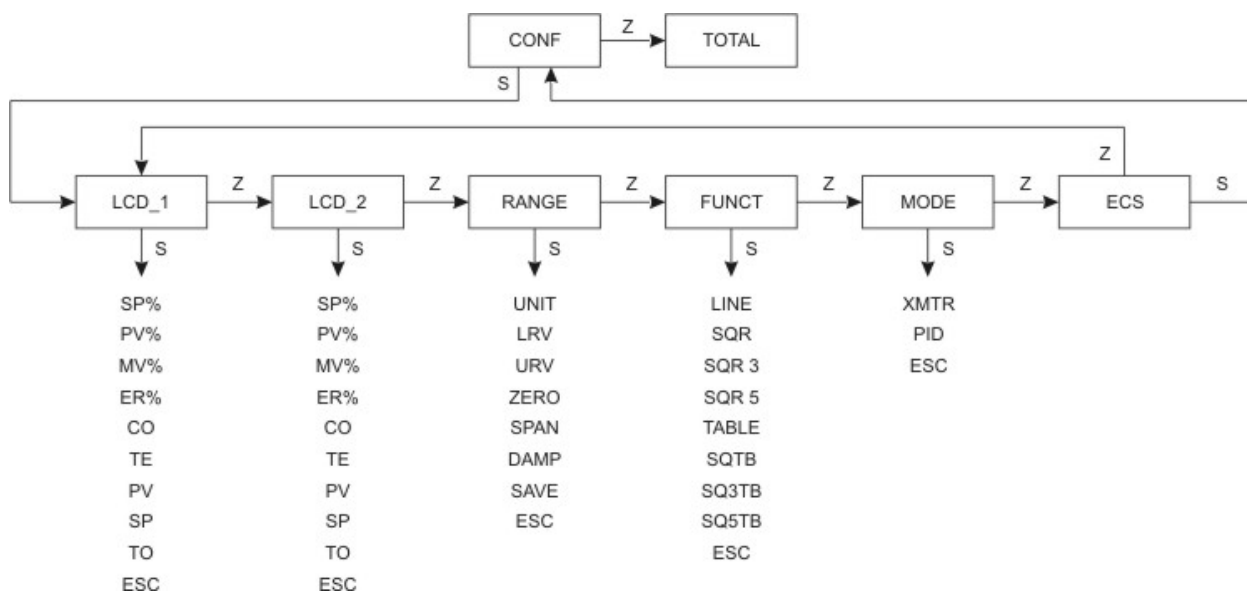 CONF
Z
TOTAL
S
Z
LCD_1
Z
LCD_2
Z
RANGE
Z
FUNCT
Z
MODE
Z
ECS
S
S
S
S
S
S
SP%
PV%
MV%
ER%
CO
TE
PV
SP
TO
ESC
SP%
PV%
MV%
ER%
CO
TE
PV
SP
TO
ESC
UNIT
LRV
URV
ZERO
SPAN
DAMP
SAVE
ESC
LINE
SQR
SQR 3
SQR 5
TABLE
SQTB
SQ3TB
SQ5TB
ESC
XMTR
PID
ESC